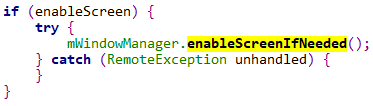 if (enableScreen) {
    try {
        mWindowManager.enableScreenIfNeeded();
    } catch (RemoteException unhandled) {
    }
}